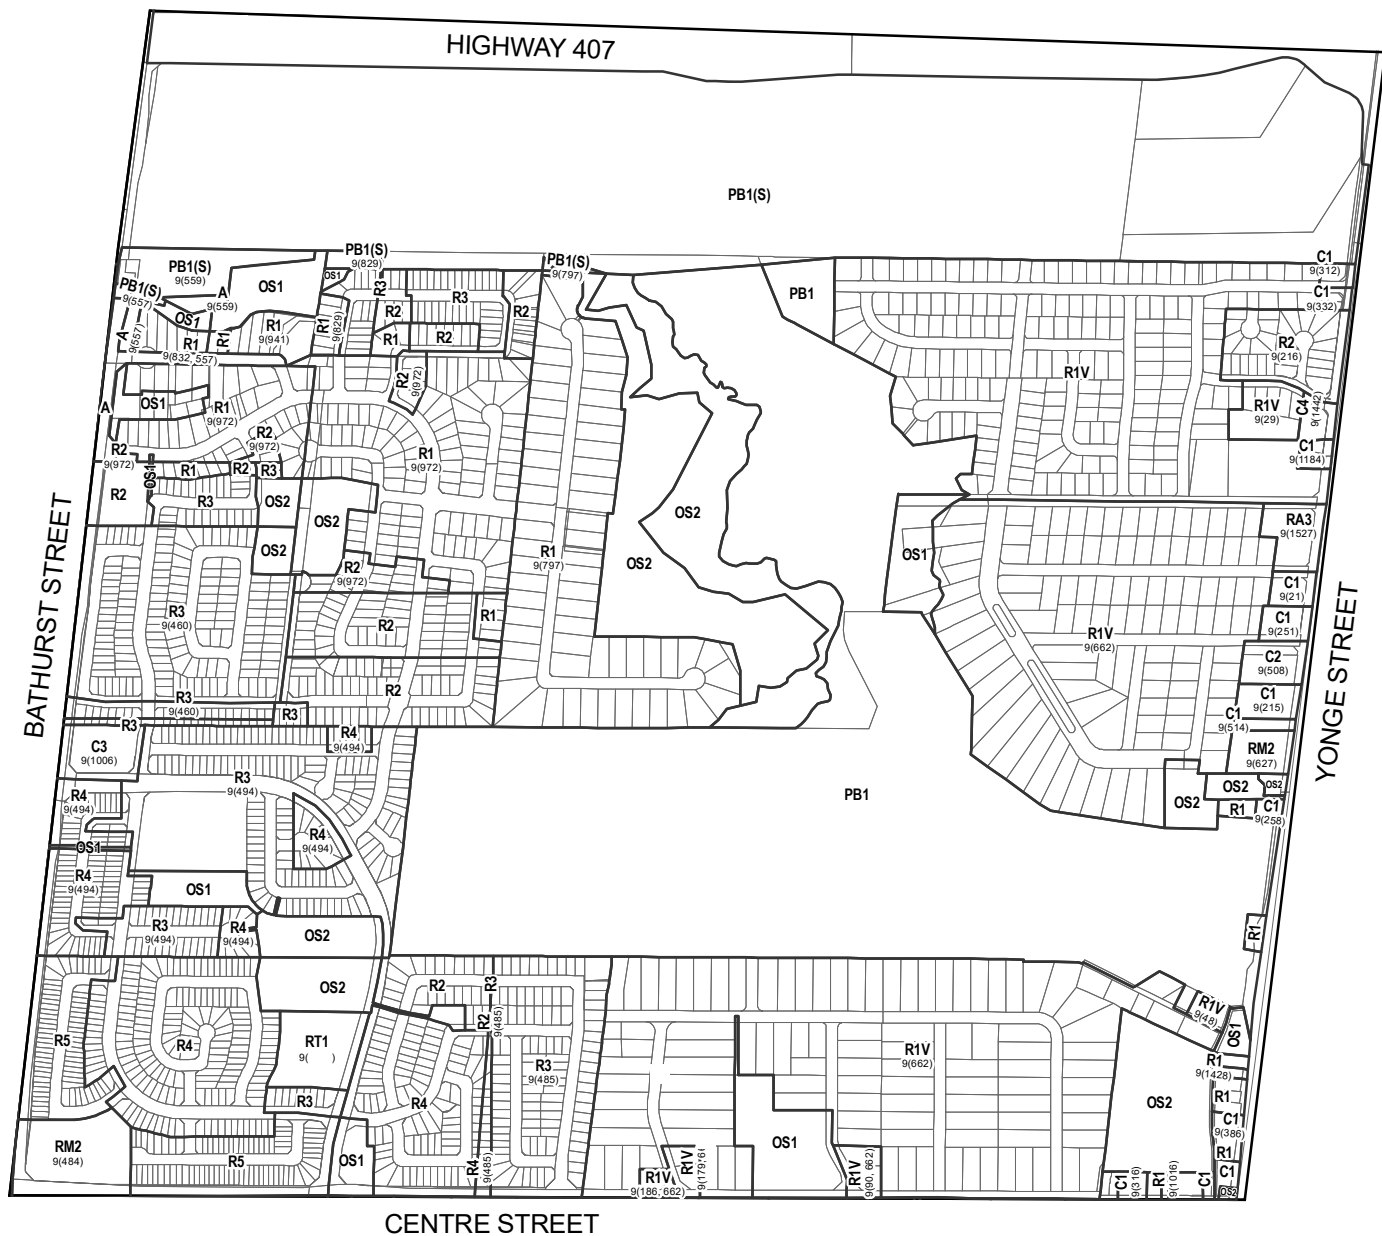 HIGHWAY 407
PB1(S)
PB1(S)
9(829)
PB1(S)
9(797)
C1
9(312)
PB1(S)
9(559)
OS1
OS1
R3
PB1
PB1(S)
9(557)
A
9(559)
R3
C1
9(332)
OS1
R1
9(941)
R1
9(829)
R2
R2
A
9(557)
R1
9(832, 557)
R1
R1
R2
R2
9(216)
R1V
R2
9(972)
OS1
A
R1
9(972)
R1V
9(29)
C4
9(1442)
R2
9(972)
R2
9(972)
R1
9(972)
C1
9(1184)
OS1
R1
R2
R3
R2
R3
OS2
OS2
OS2
RA3
9(1527)
OS2
R1
9(797)
OS1
OS2
R2
9(972)
C1
9(21)
BATHURST STREET
R3
9(460)
R2
R1
C1
9(251)
R1V
9(662)
YONGE STREET
C2
9(508)
R3
9(460)
R2
C1
9(215)
R3
R3
R4
9(494)
C1
9(514)
C3
9(1006)
RM2
9(627)
R3
9(494)
R4
9(494)
PB1
OS2
OS2
OS2
R1
C1
9(258)
R4
9(494)
OS1
R4
9(494)
OS1
R3
9(494)
R4
9(494)
OS2
R1
OS2
R2
R3
R1V
9(48)
R2
9(485)
OS1
R5
R4
RT1
9( )
R3
9(485)
R1V
9(662)
R1
9(1428)
R3
R4
OS2
R1
C1
9(386)
RM2
9(484)
R5
OS1
R4
9(485)
OS1
R1V
9(186, 662)
R1V
9(1797(6)
R1V
9(90, 662)
R1
C1
C1
9(316)
R1
9(1016)
C1
OS2
CENTRE STREET